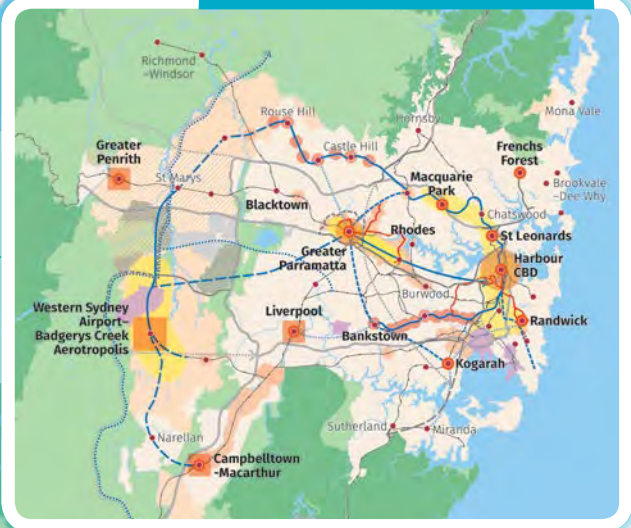 Richmond
-Windsor
Rouse Hill
Hornsby
Mona Vale
Castle Hill
Greater
Penrith
Frenchs
Forest
St Marys
Macquarie
Park
Brookvale
-Dee Why
Blacktown
Chatswood
Rhodes
St Leonards
Greater
Parramatta
Harbour
CBD
Burwood
Western Sydney
Airport–
Badgerys Creek
Aerotropolis
Liverpool
Bankstown
Randwick
Kogarah
Sutherland
Miranda
Narellan
Campbelltown
-Macarthur